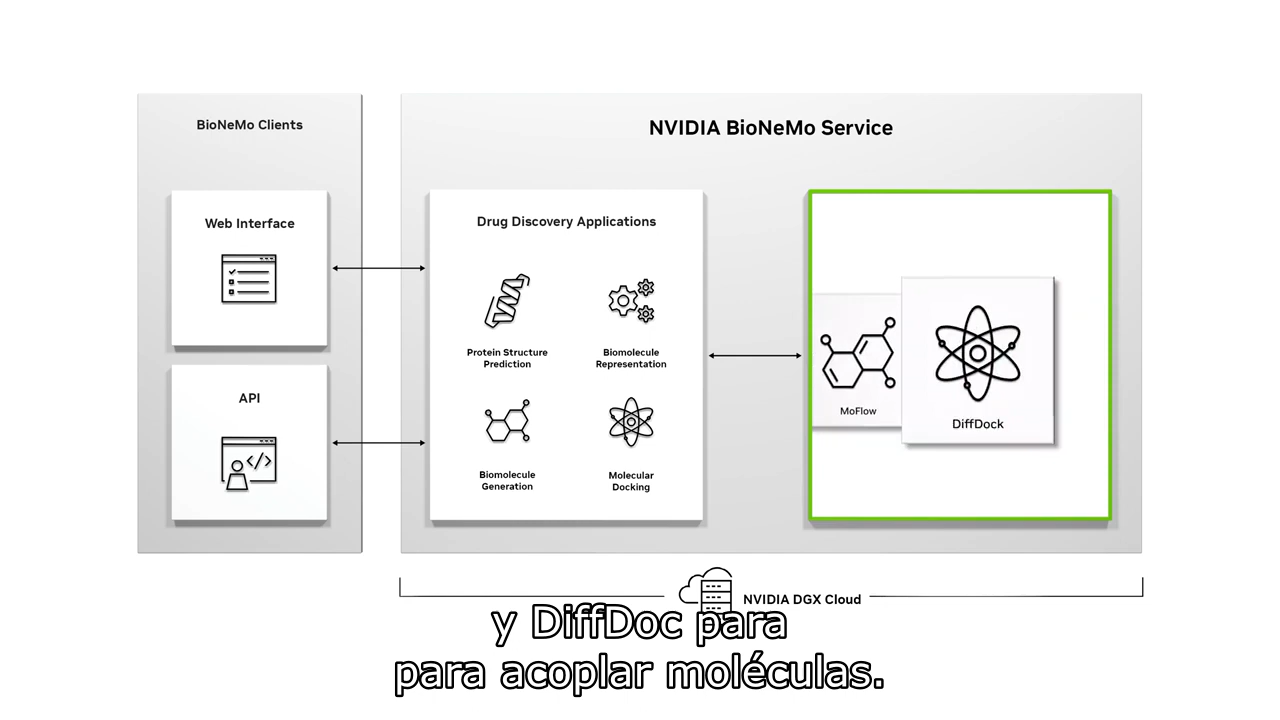 BioNeMo Clients
NVIDIA BioNeMo Service
Web Interface
API
Drug Discovery Applications
Protein Structure
Prediction
Biomolecule
Representation
Biomolecule
Generation
Molecular
Docking
MoFlow
DiffDock
NVIDIA DGX Cloud
y DiffDoc para
para acoplar moléculas.